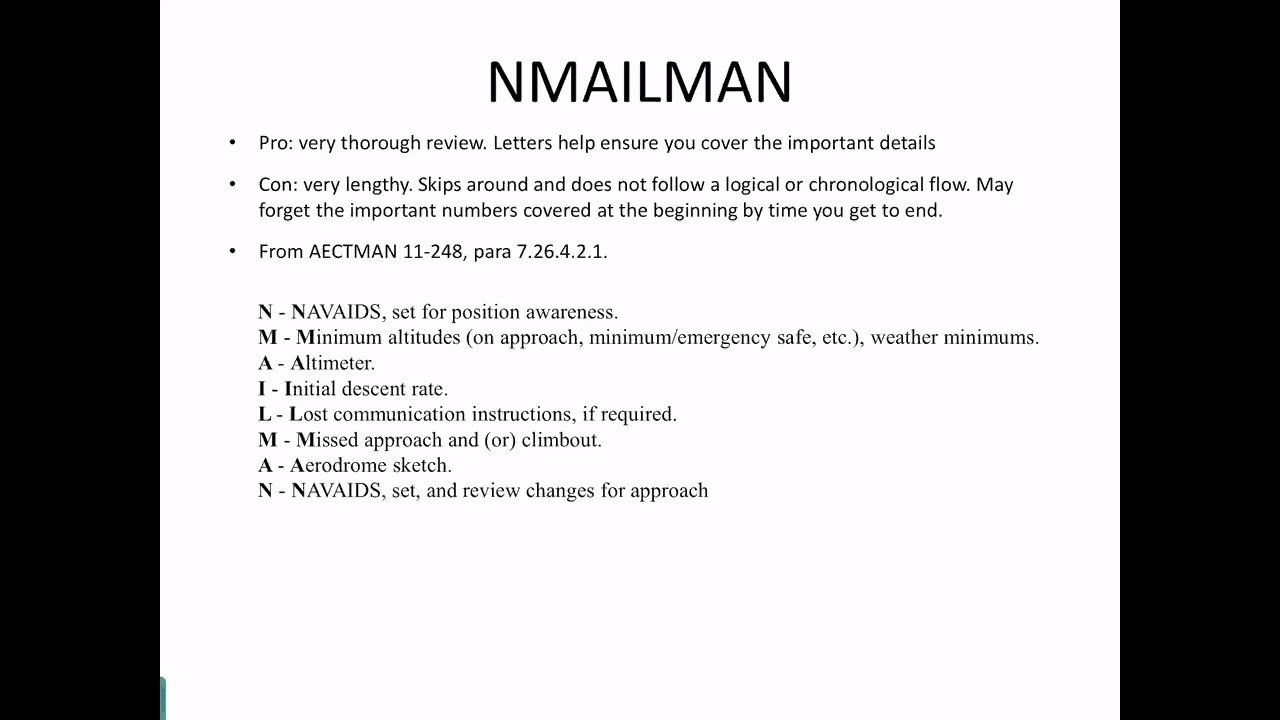 NMAILMAN
• Pro: very thorough review. Letters help ensure you cover the important details
• Con: very lengthy. Skips around and does not follow a logical or chronological flow. May
forget the important numbers covered at the beginning by time you get to end.
• From AECTMAN 11-248, para 7.26.4.2.1.
N - NAVAIDS, set for position awareness.
M - Minimum altitudes (on approach, minimum/emergency safe, etc.), weather minimums.
A - Altimeter.
I - Initial descent rate.
L - Lost communication instructions, if required.
M - Missed approach and (or) climbout.
A - Aerodrome sketch.
N - NAVAIDS, set, and review changes for approach